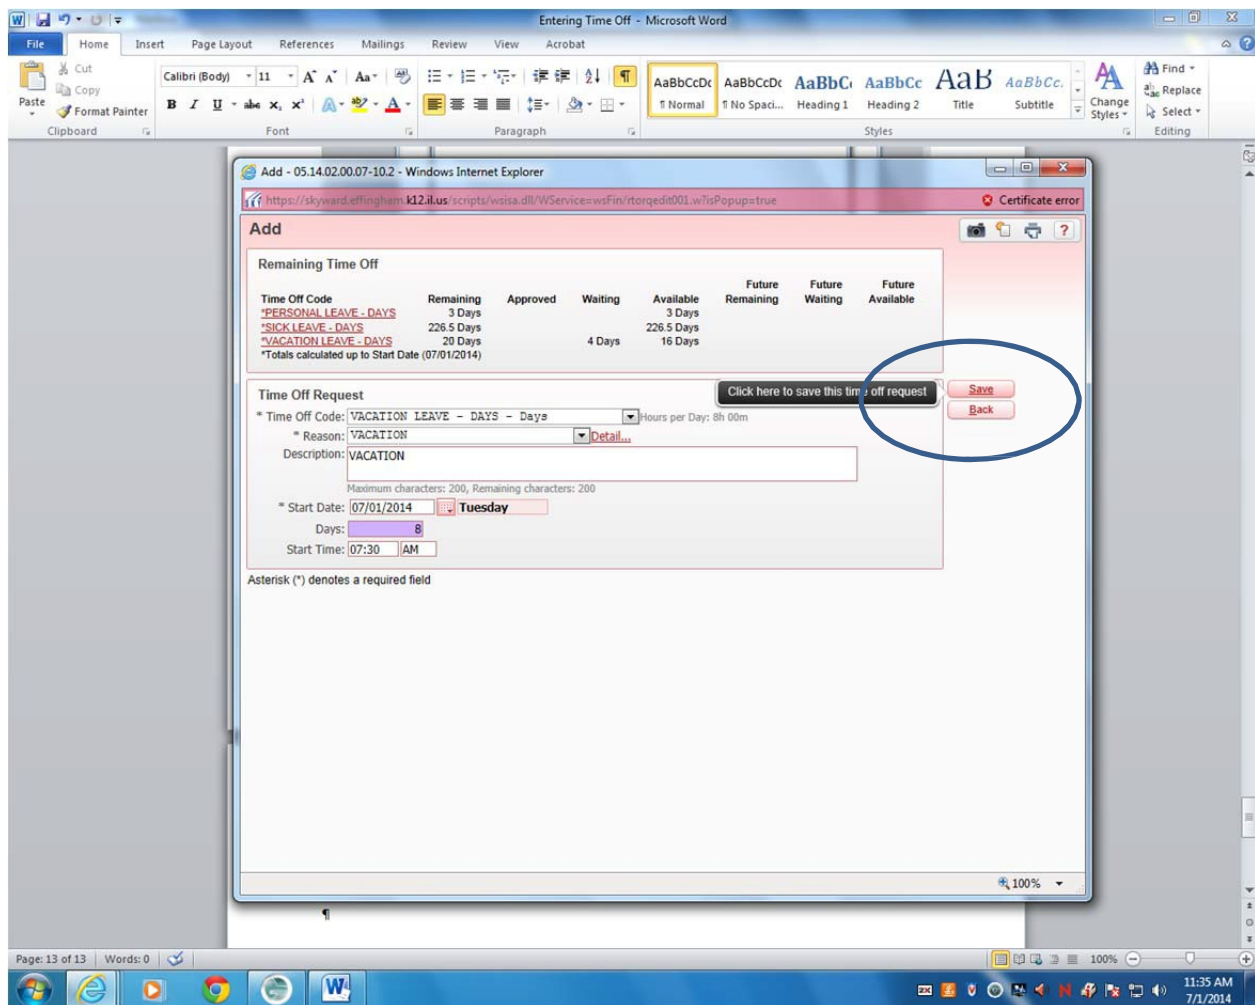 Entering Time Off - Microsoft Word
File Home Insert Page Layout References Mailings Review View Acrobat
Cut
Copy
Format Painter
Paste
Clipboard
Calibri (Body) 11
Font
Paragraph
AaBbCcDc AaBbCcDc AaBbC AaBbCc AaB AaBbCc.
¶ Normal ¶ No Spaci... Heading 1 Heading 2 Title Subtitle
Change Styles
Styles
Find
Replace
Select
Editing
Add - 05.14.02.00.07-10.2 - Windows Internet Explorer
https://skyward.effingham.k12.il.us/scripts/wsisa.dll/WService=wsFin/rtorqedit001.w?isPopup=true
Certificate error
Add
Remaining Time Off
Time Off Code Remaining Approved Waiting Available Future Remaining Future Waiting Future Available
*PERSONAL LEAVE - DAYS 3 Days 3 Days
*SICK LEAVE - DAYS 226.5 Days 226.5 Days
*VACATION LEAVE - DAYS 20 Days 4 Days 16 Days
*Totals calculated up to Start Date (07/01/2014)
Time Off Request
Click here to save this time off request
Save
Back
* Time Off Code: VACATION LEAVE - DAYS - Days Hours per Day: 8h 00m
* Reason: VACATION Detail...
Description: VACATION
Maximum characters: 200, Remaining characters: 200
* Start Date: 07/01/2014 Tuesday
Days: 8
Start Time: 07:30 AM
Asterisk (*) denotes a required field
100%
¶
Page: 13 of 13 Words: 0
100%
11:35 AM
7/1/2014